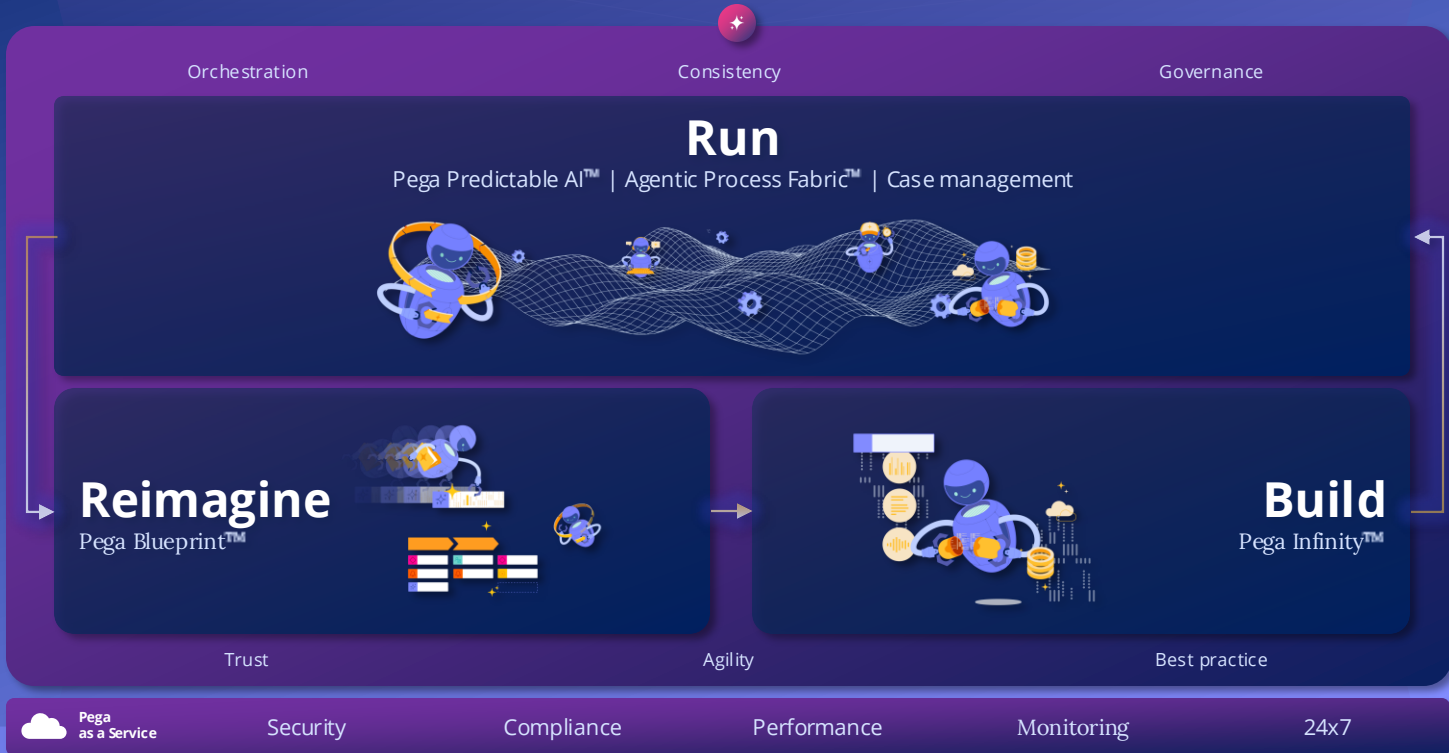 Orchestration
Consistency
Governance
Run
Pega Predictable AI™ | Agentic Process Fabric™ | Case management
Reimagine
Pega Blueprint™
Build
Pega Infinity™
Trust
Agility
Best practice
Pega
as a Service
Security
Compliance
Performance
Monitoring
24x7